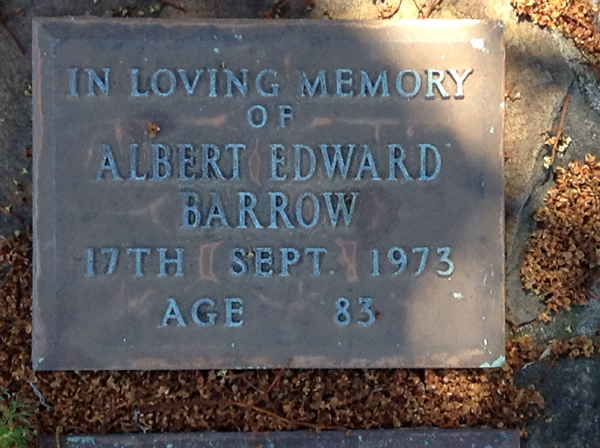 IN LOVING MEMORY
OF
ALBERT EDWARD
BARROW
17TH SEPT. 1973
AGE 83